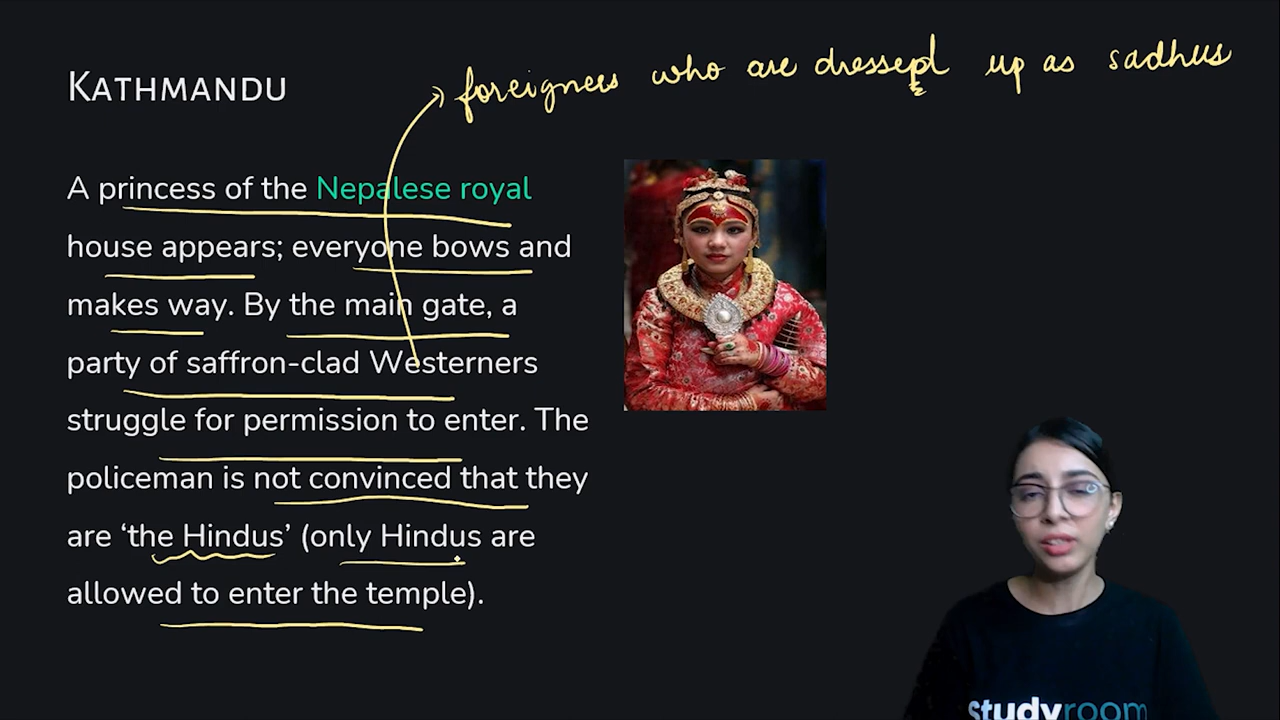 KATHMANDU
foreigners who are dressed up as sadhus
A princess of the Nepalese royal
house appears; everyone bows and
makes way. By the main gate, a
party of saffron-clad Westerners
struggle for permission to enter. The
policeman is not convinced that they
are ‘the Hindus’ (only Hindus are
allowed to enter the temple).
studyroom